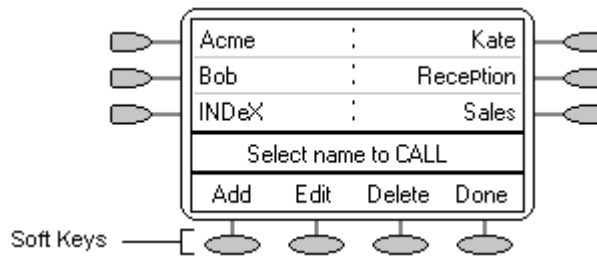 Acme : Kate
Bob : RecePtion
INDeX : Sales
Select name to CALL
Add Edit Delete Done
Soft Keys